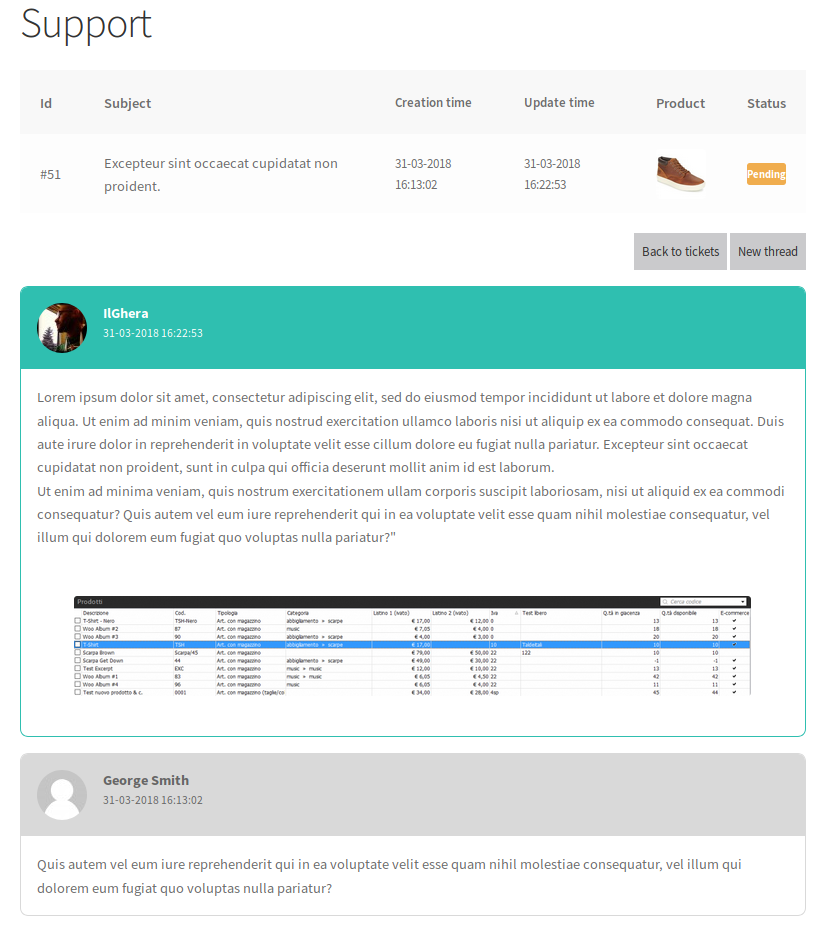 Support
Id Subject Creation time Update time Product Status
#51 Excepteur sint occaecat cupidatat non proident. 31-03-2018 16:13:02 31-03-2018 16:22:53 Pending
Back to tickets New thread
IlGhera
31-03-2018 16:22:53
Lorem ipsum dolor sit amet, consectetur adipiscing elit, sed do eiusmod tempor incididunt ut labore et dolore magna
aliqua. Ut enim ad minim veniam, quis nostrud exercitation ullamco laboris nisi ut aliquip ex ea commodo consequat. Duis
aute irure dolor in reprehenderit in voluptate velit esse cillum dolore eu fugiat nulla pariatur. Excepteur sint occaecat
cupidatat non proident, sunt in culpa qui officia deserunt mollit anim id est laborum.
Ut enim ad minima veniam, quis nostrum exercitationem ullam corporis suscipit laboriosam, nisi ut aliquid ex ea commodi
consequatur? Quis autem vel eum iure reprehenderit qui in ea voluptate velit esse quam nihil molestiae consequatur, vel
illum qui dolorem eum fugiat quo voluptas nulla pariatur?"
Prodotti Cerca codice
Descrizione Cod. Tipologia Categoria Listino 1 (ivato) Listino 2 (ivato) Iva Testo libero Q.tà in giacenza Q.tà disponibile E-commerce
T-Shirt - Nero TSH-Nero Art. con magazzino abbigliamento » scarpe € 17,00 € 12,00 0 13 13
Woo Album #2 87 Art. con magazzino music € 7,05 € 4,00 0 18 18
Woo Album #3 90 Art. con magazzino abbigliamento » scarpe € 4,00 € 3,00 0 20 20
T-Shirt TSH Art. con magazzino € 17,00 10 10 10
Scarpa Brown Scarpa/45 Art. con magazzino € 79,00 € 50,00 22 122 10 10
Scarpa Get Down 44 Art. con magazzino abbigliamento » scarpe € 49,00 € 30,00 22 -1 -1
Test Excerpt EXC Art. con magazzino music » music € 12,00 € 10,00 22 13 13
Woo Album #1 83 Art. con magazzino music » music € 6,05 € 4,50 22 42 42
Woo Album #4 96 Art. con magazzino music € 6,05 € 4,00 22 11 11
Test nuovo prodotto & c. 0001 Art. con magazzino (taglie/co € 34,00 € 28,00 4sp 45 44
George Smith
31-03-2018 16:13:02
Quis autem vel eum iure reprehenderit qui in ea voluptate velit esse quam nihil molestiae consequatur, vel illum qui
dolorem eum fugiat quo voluptas nulla pariatur?